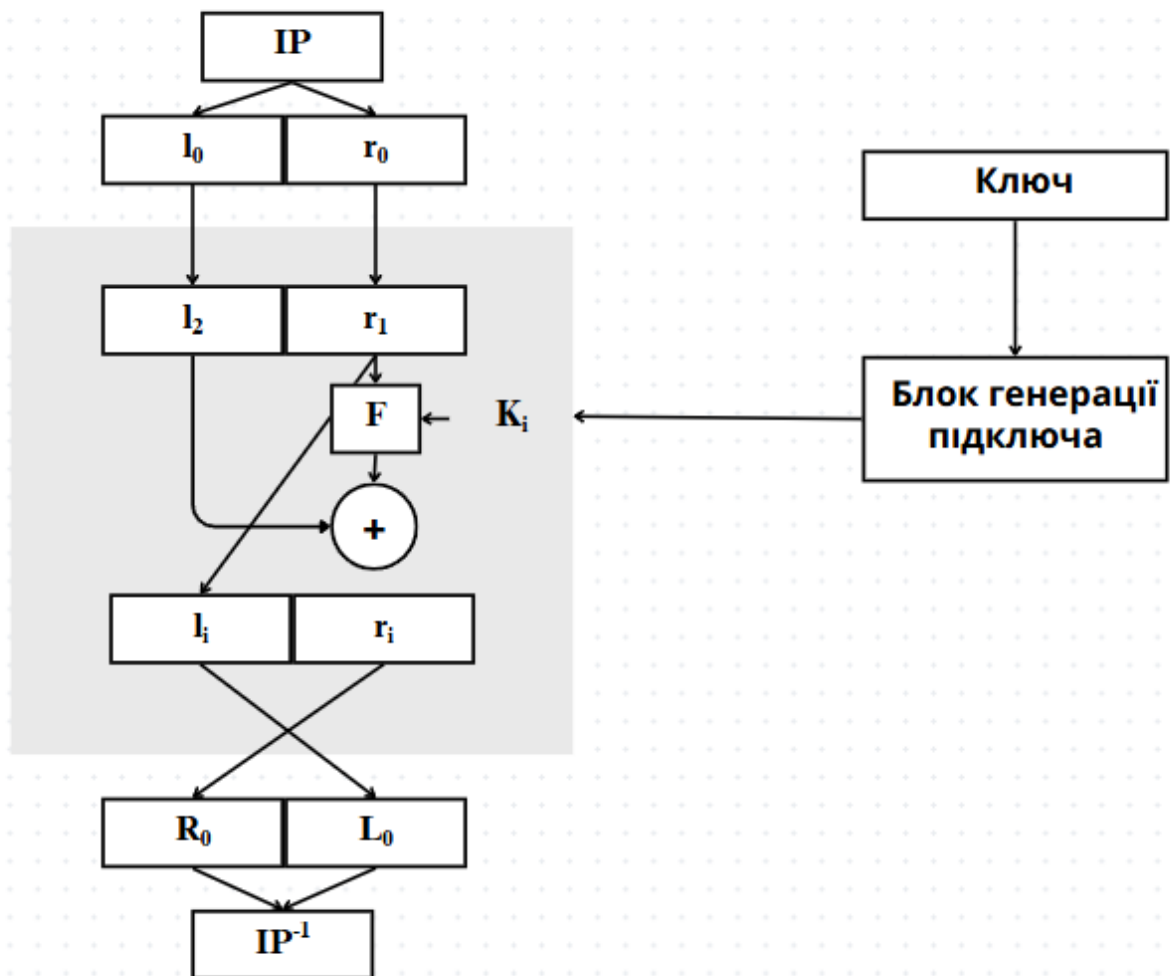 IP
l₀ r₀
Ключ
l₂ r₁
F Kᵢ
Блок генерації
підключа
+
lᵢ rᵢ
R₀ L₀
IP⁻¹